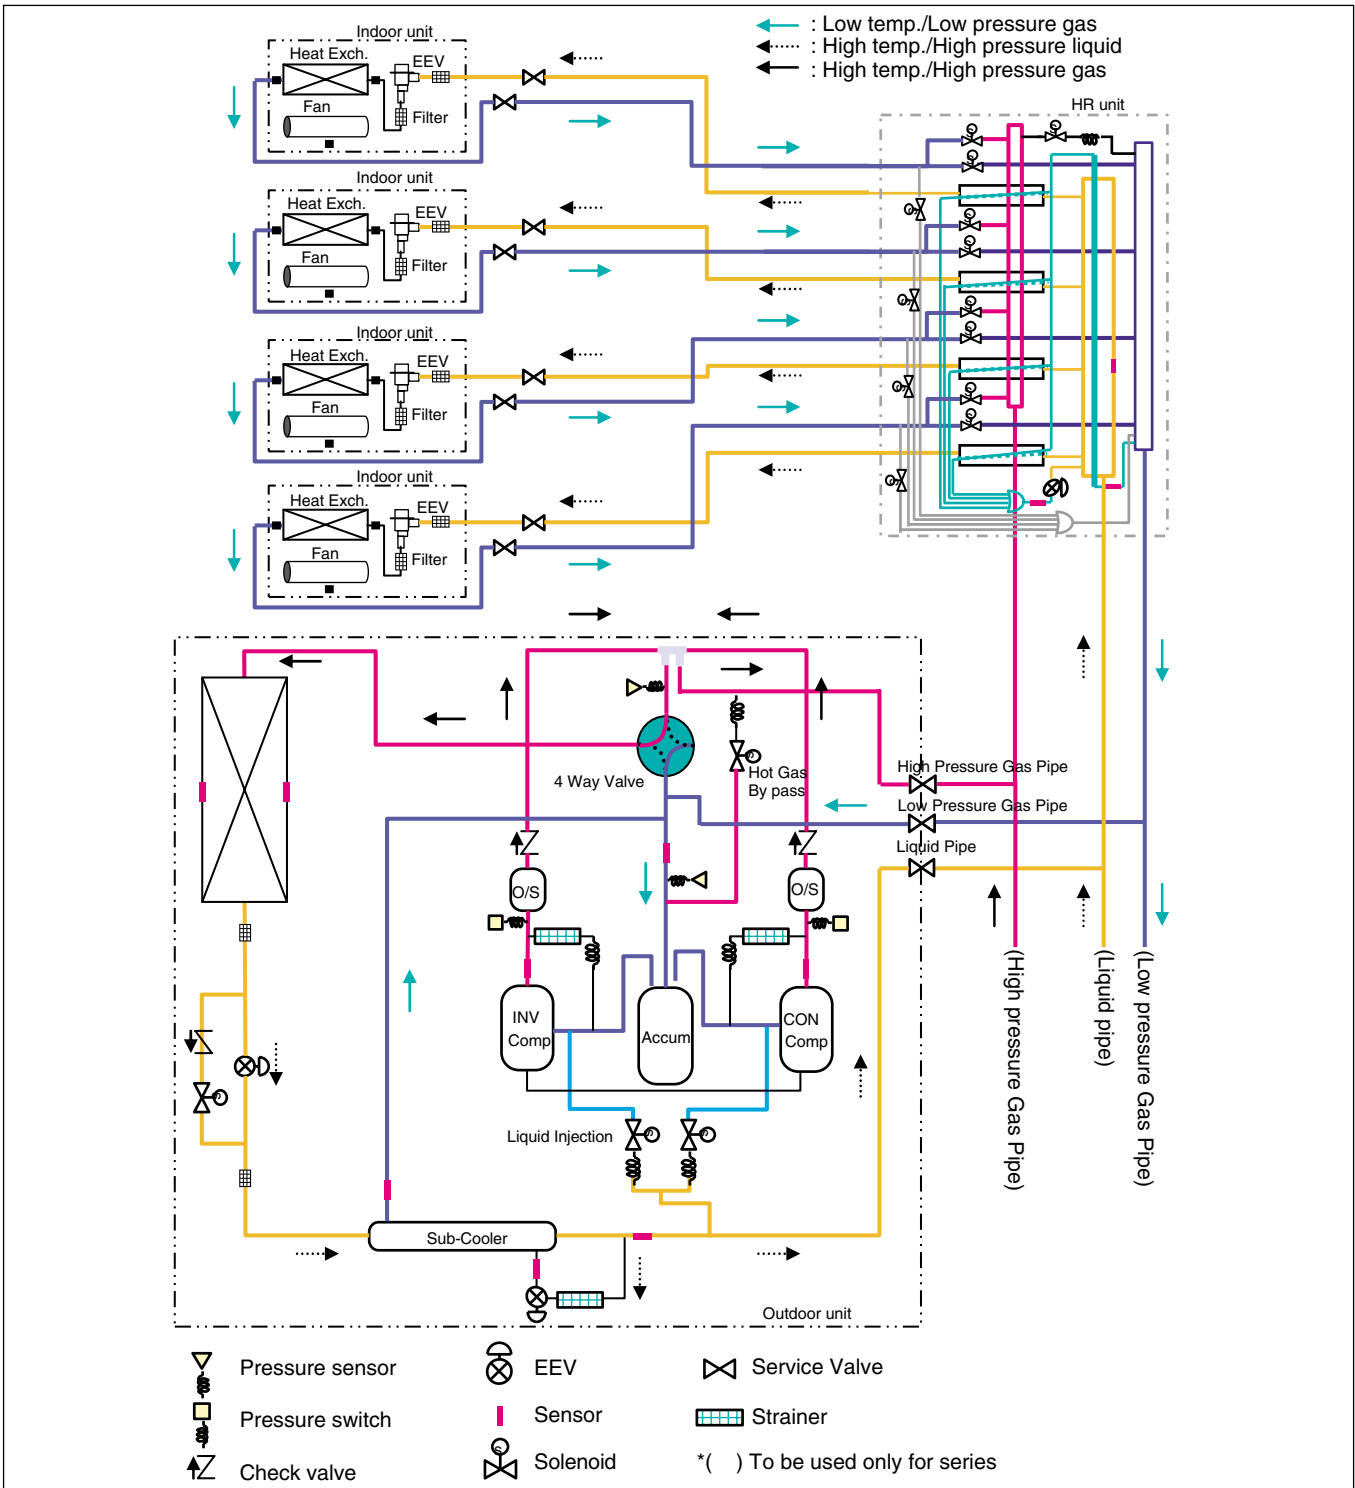 : Low temp./Low pressure gas
: High temp./High pressure liquid
: High temp./High pressure gas
Indoor unit
Heat Exch.
EEV
Fan
Filter
HR unit
Indoor unit
Heat Exch.
EEV
Fan
Filter
Indoor unit
Heat Exch.
EEV
Fan
Filter
Indoor unit
Heat Exch.
EEV
Fan
Filter
4 Way Valve
Hot Gas
By pass
High Pressure Gas Pipe
Low Pressure Gas Pipe
Liquid Pipe
O/S
O/S
INV
Comp
Accum
CON
Comp
(High pressure Gas Pipe)
(Liquid pipe)
(Low pressure Gas Pipe)
Liquid Injection
Sub-Cooler
Outdoor unit
Pressure sensor
EEV
Service Valve
Pressure switch
Sensor
Strainer
Check valve
Solenoid
*( ) To be used only for series